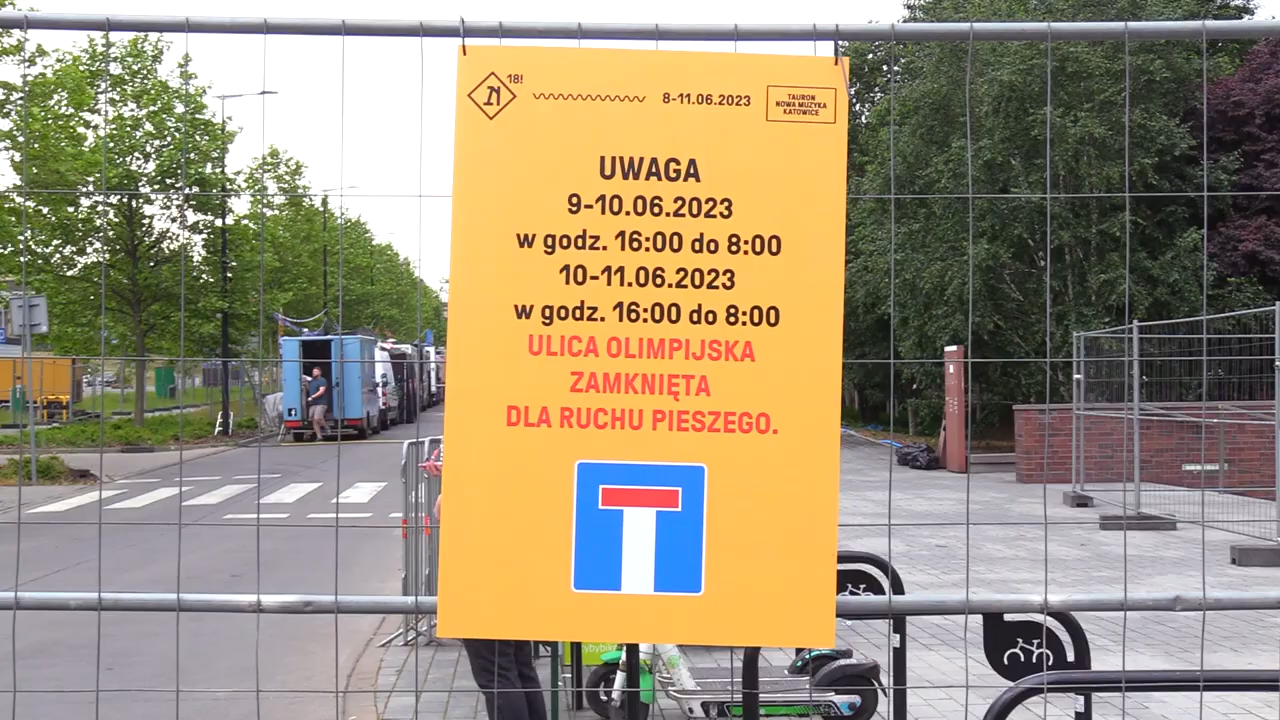 18!
8-11.06.2023
TAURON
NOWA MUZYKA
KATOWICE
UWAGA
9-10.06.2023
w godz. 16:00 do 8:00
10-11.06.2023
w godz. 16:00 do 8:00
ULICA OLIMPIJSKA
ZAMKNIĘTA
DLA RUCHU PIESZEGO.